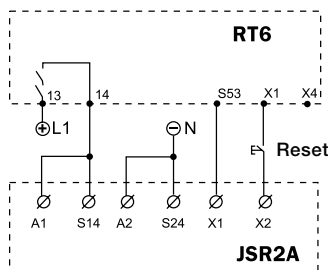 RT6
13 14 S53 X1 X4
+ L1 − N
Reset
A1 S14 A2 S24 X1 X2
JSR2A